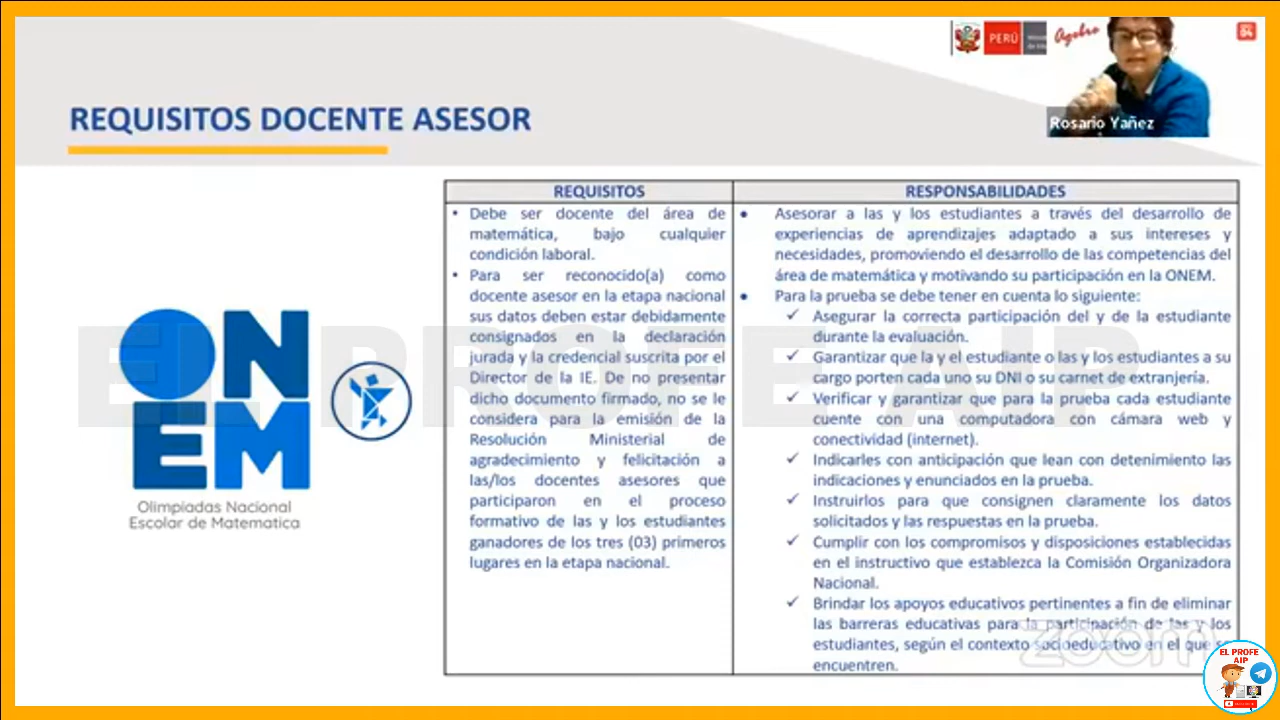 PERÚ
Rosario Yañez
REQUISITOS DOCENTE ASESOR
REQUISITOS
• Debe ser docente del área de
matemática, bajo cualquier
condición laboral.
• Para ser reconocido(a) como
docente asesor en la etapa nacional
sus datos deben estar debidamente
consignados en la declaración
jurada y la credencial suscrita por el
Director de la IE. De no presentar
dicho documento firmado, no se le
considera para la emisión de la
Resolución Ministerial de
agradecimiento y felicitación a
las/los docentes asesores que
participaron en el proceso
formativo de las y los estudiantes
ganadores de los tres (03) primeros
lugares en la etapa nacional.
RESPONSABILIDADES
• Asesorar a las y los estudiantes a través del desarrollo de
experiencias de aprendizajes adaptado a sus intereses y
necesidades, promoviendo el desarrollo de las competencias del
área de matemática y motivando su participación en la ONEM.
• Para la prueba se debe tener en cuenta lo siguiente:
✓ Asegurar la correcta participación del y de la estudiante
durante la evaluación.
✓ Garantizar que la y el estudiante o las y los estudiantes a su
cargo porten cada uno su DNI o su carnet de extranjería.
✓ Verificar y garantizar que para la prueba cada estudiante
cuente con una computadora con cámara web y
conectividad (internet).
✓ Indicarles con anticipación que lean con detenimiento las
indicaciones y enunciados en la prueba.
✓ Instruirlos para que consignen claramente los datos
solicitados y las respuestas en la prueba.
✓ Cumplir con los compromisos y disposiciones establecidas
en el instructivo que establezca la Comisión Organizadora
Nacional.
✓ Brindar los apoyos educativos pertinentes a fin de eliminar
las barreras educativas para la participación de las y los
estudiantes, según el contexto socioeducativo en el que se
encuentren.
ON
EM
Olimpiadas Nacional
Escolar de Matematica
EL PROFE AIP
zoom
EL PROFE
AIP